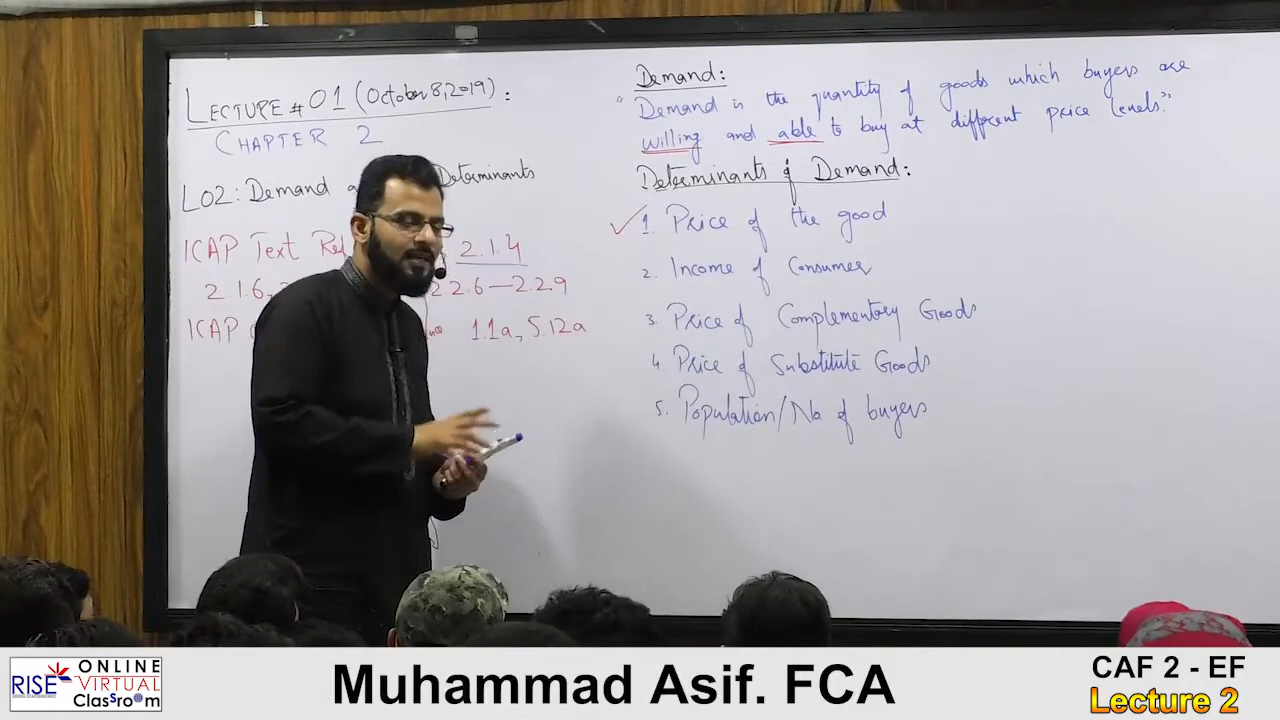 LECTURE # 01 (October 8, 2019) :
CHAPTER 2
LO2: Demand Determinants
ICAP Text Ref 2.1.4
2.1.6, 2.2.6—2.2.9
ICAP 1.1a, 5.12a
Demand:
"Demand is the quantity of goods which buyers are
willing and able to buy at different price levels."
Determinants of Demand:
1. Price of the good
2. Income of Consumer
3. Price of Complementry Goods
4. Price of Substitute Goods
5. Population/No of buyers
RISE
ONLINE
VIRTUAL
Classroom
Muhammad Asif. FCA
CAF 2 - EF
Lecture 2